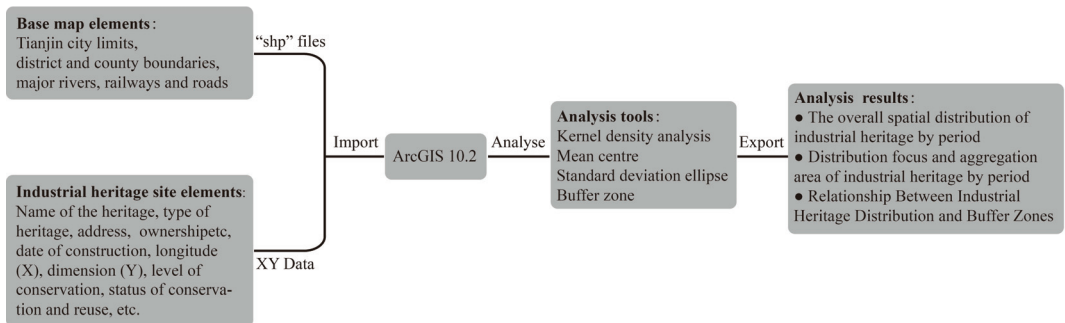 Base map elements:
Tianjin city limits,
district and county boundaries,
major rivers, railways and roads
“shp” files
Industrial heritage site elements:
Name of the heritage, type of
heritage, address, ownershipetc,
date of construction, longitude
(X), dimension (Y), level of
conservation, status of conserva-
tion and reuse, etc.
XY Data
Import
ArcGIS 10.2
Analyse
Analysis tools:
Kernel density analysis
Mean centre
Standard deviation ellipse
Buffer zone
Export
Analysis results:
● The overall spatial distribution of
industrial heritage by period
● Distribution focus and aggregation
area of industrial heritage by period
● Relationship Between Industrial
Heritage Distribution and Buffer Zones